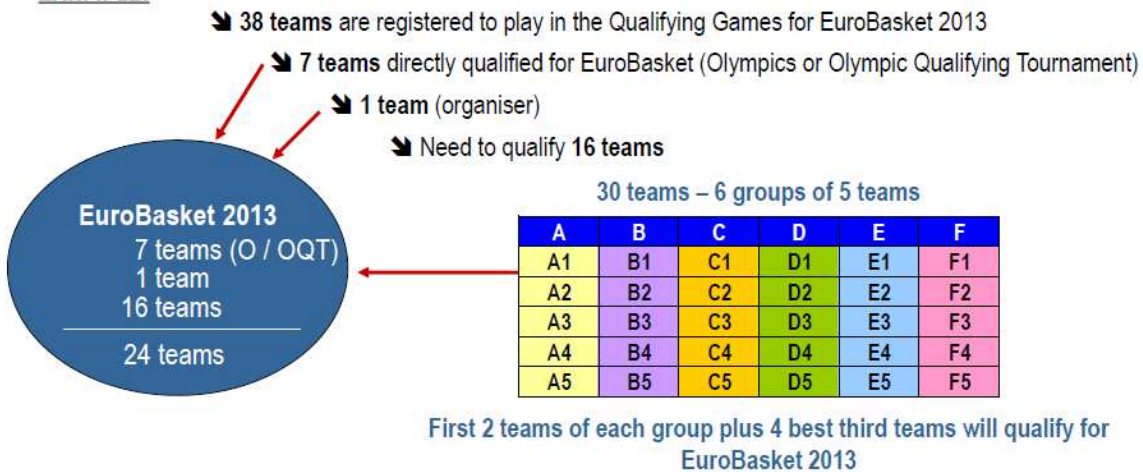 38 teams are registered to play in the Qualifying Games for EuroBasket 2013
7 teams directly qualified for EuroBasket (Olympics or Olympic Qualifying Tournament)
1 team (organiser)
Need to qualify 16 teams
EuroBasket 2013
7 teams (O / OQT)
1 team
16 teams
24 teams
30 teams – 6 groups of 5 teams
A B C D E F
A1 B1 C1 D1 E1 F1
A2 B2 C2 D2 E2 F2
A3 B3 C3 D3 E3 F3
A4 B4 C4 D4 E4 F4
A5 B5 C5 D5 E5 F5
First 2 teams of each group plus 4 best third teams will qualify for
EuroBasket 2013